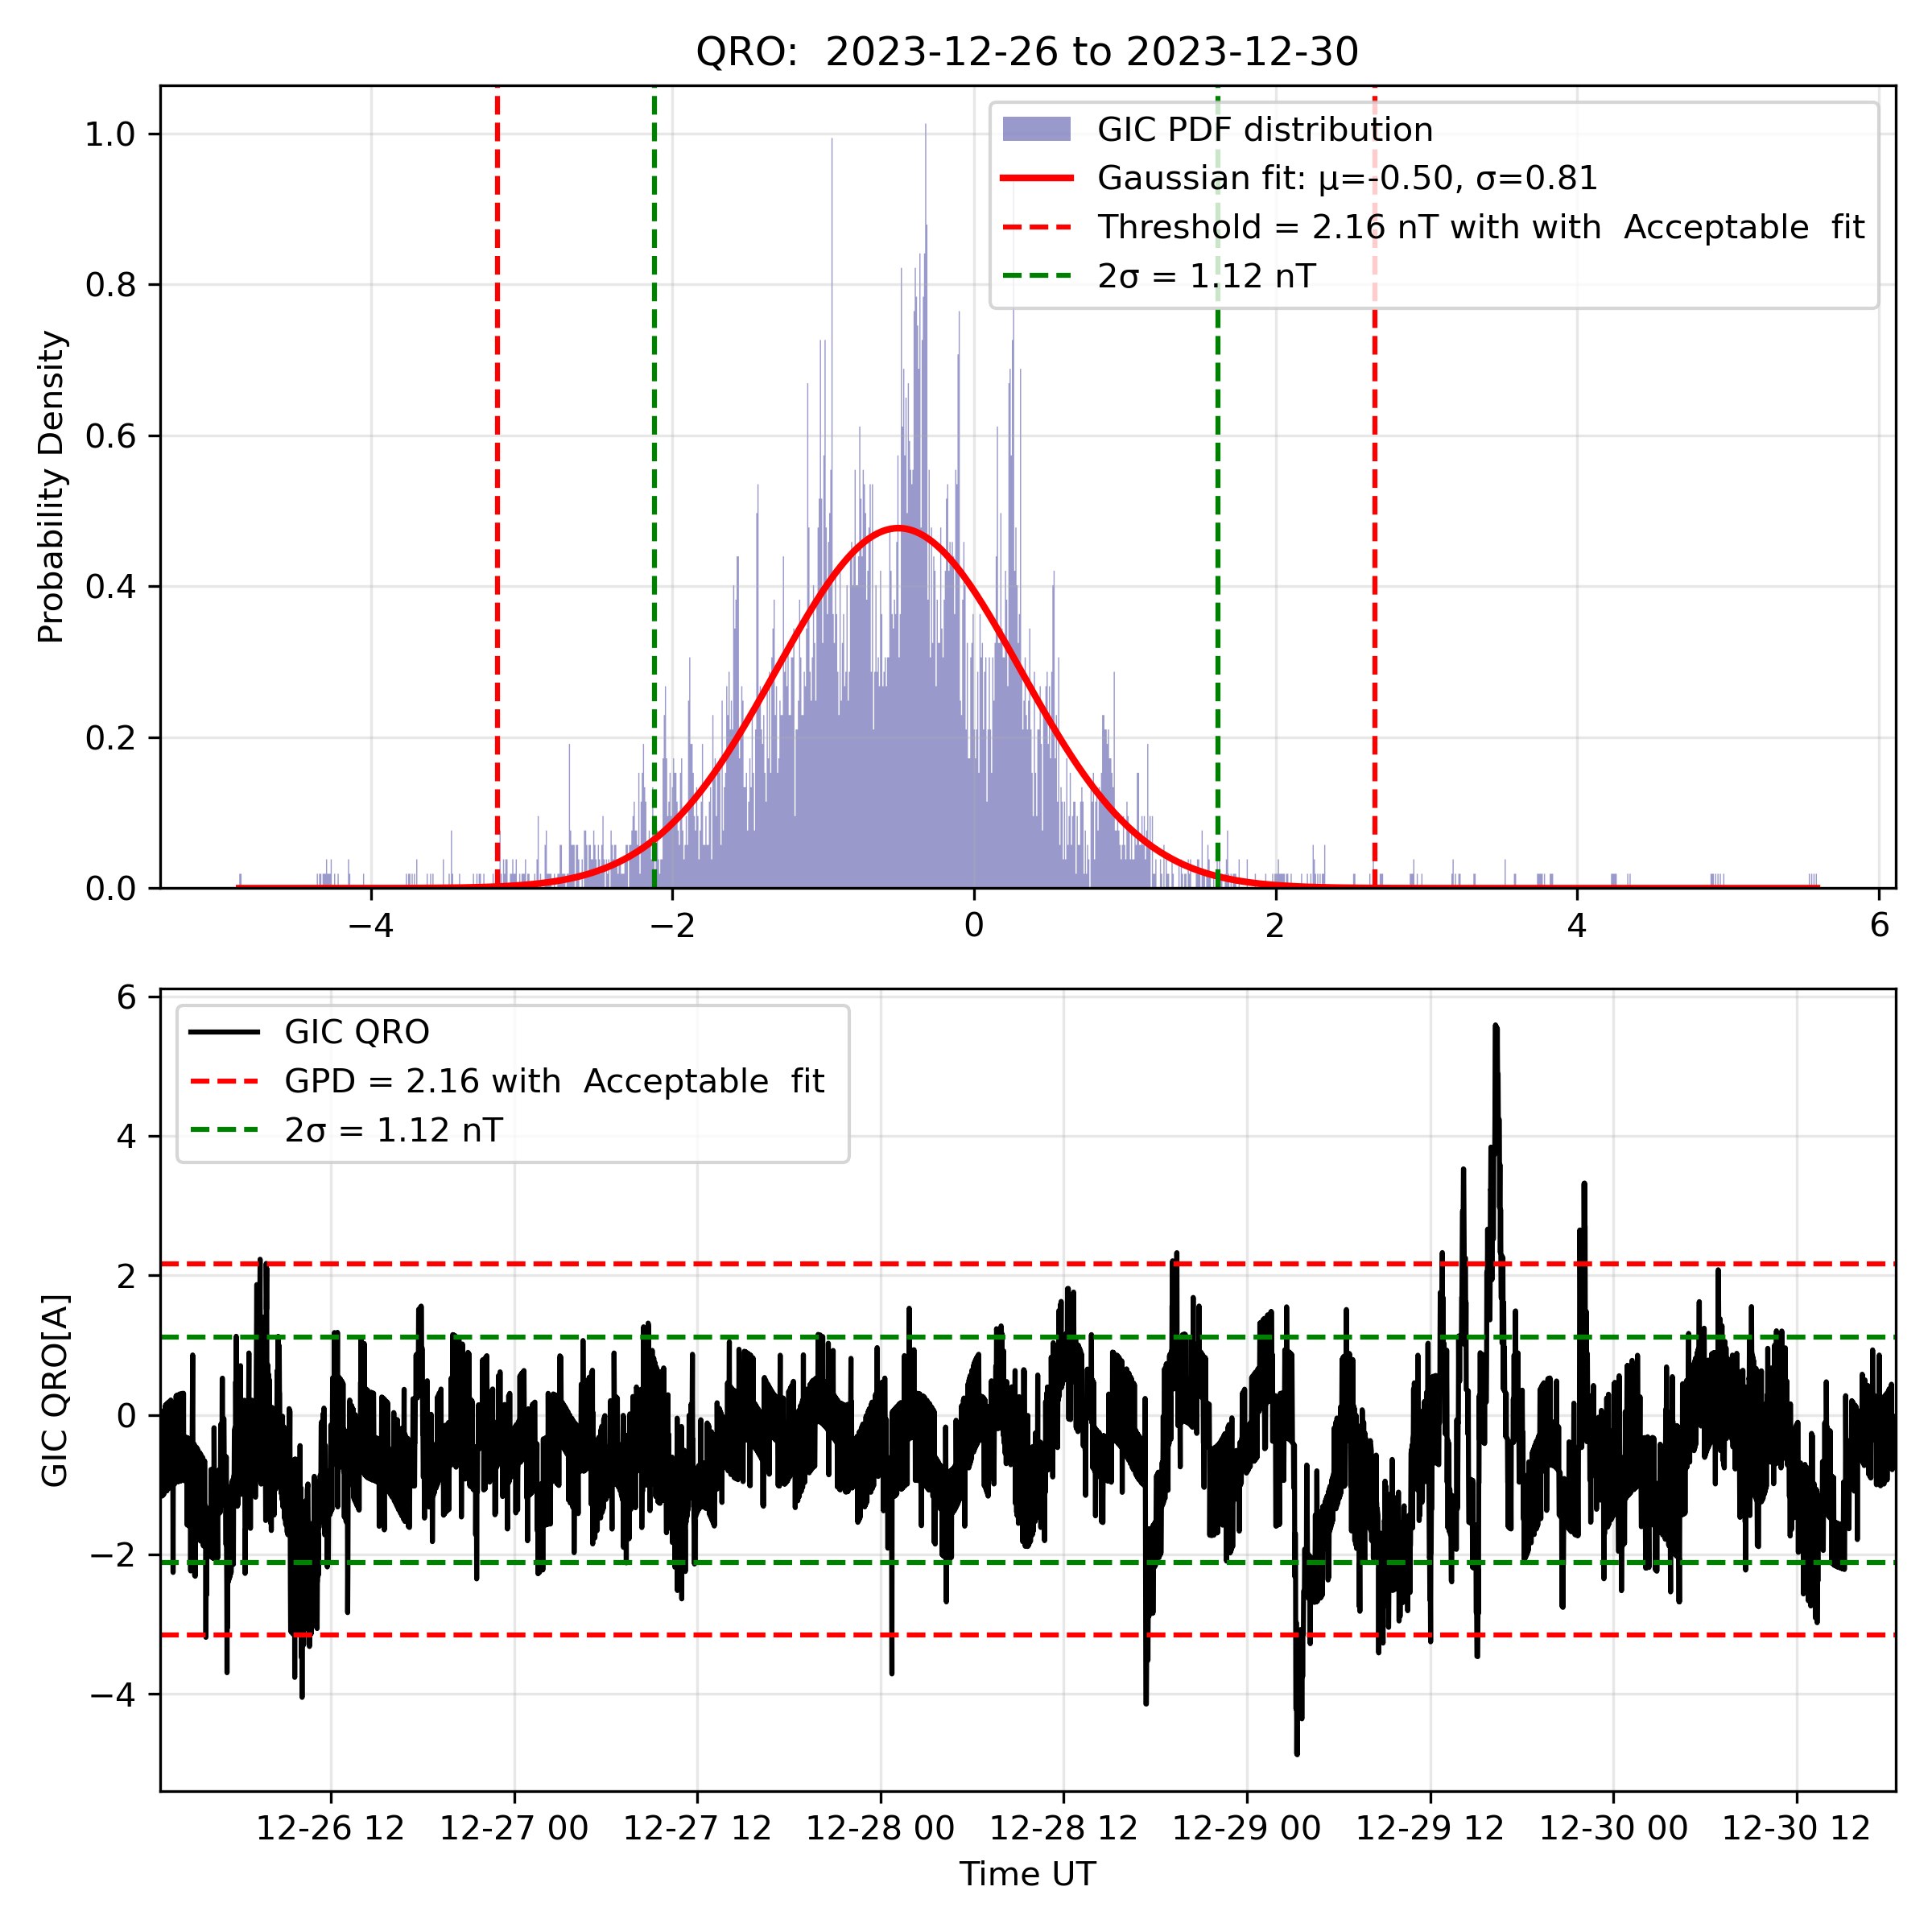 QRO:  2023-12-26 to 2023-12-30
GIC PDF distribution
Gaussian fit: μ=-0.50, σ=0.81
Threshold = 2.16 nT with with  Acceptable  fit
2σ = 1.12 nT
Probability Density
1.0
0.8
0.6
0.4
0.2
0.0
−4
−2
0
2
4
6
GIC QRO
GPD = 2.16 with  Acceptable  fit
2σ = 1.12 nT
GIC QRO[A]
6
4
2
0
−2
−4
12-26 12
12-27 00
12-27 12
12-28 00
12-28 12
12-29 00
12-29 12
12-30 00
12-30 12
Time UT